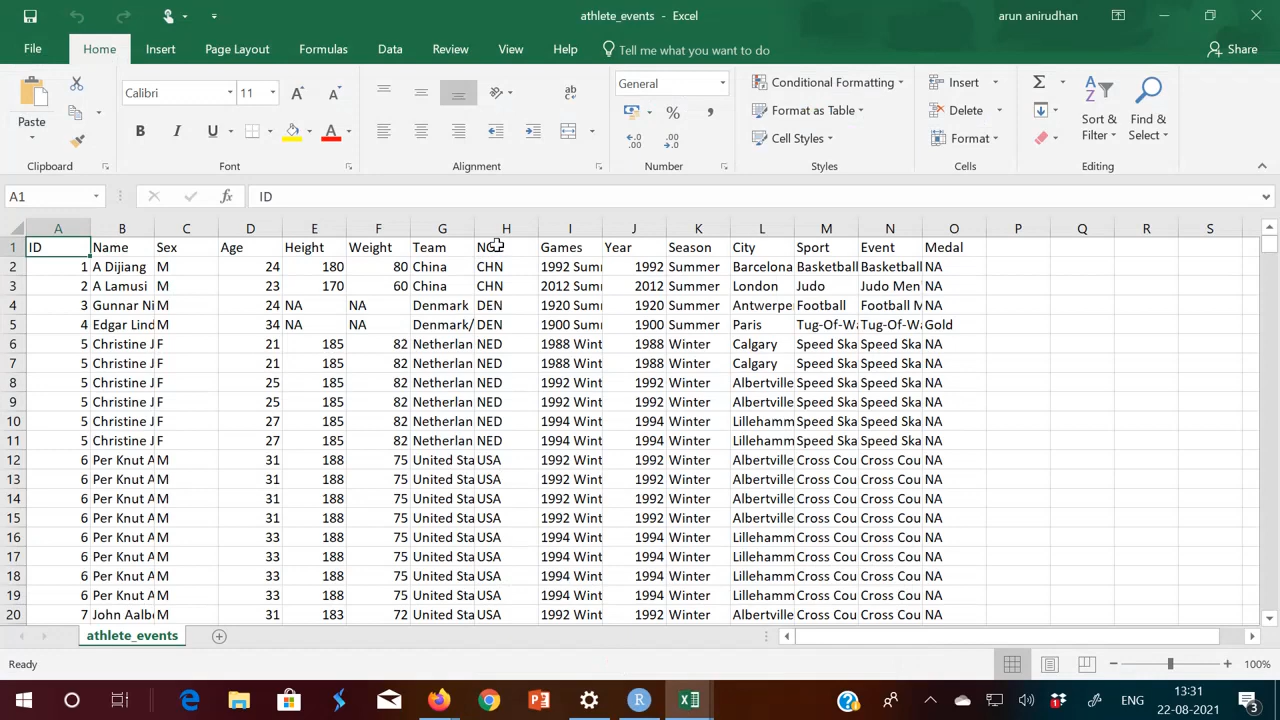 athlete_events - Excel
arun anirudhan
File Home Insert Page Layout Formulas Data Review View Help Tell me what you want to do Share
Paste
Calibri 11
B I U A
General
%
Conditional Formatting
Format as Table
Cell Styles
Insert
Delete
Format
Sort & Filter
Find & Select
Clipboard Font Alignment Number Styles Cells Editing
A1 fx ID
A B C D E F G H I J K L M N O P Q R S
1 ID Name Sex Age Height Weight Team Games Year Season City Sport Event Medal
2 1 A Dijiang M 24 180 80 China CHN 1992 Sum 1992 Summer Barcelona Basketball Basketball NA
3 2 A Lamusi M 23 170 60 China CHN 2012 Sum 2012 Summer London Judo Judo Men NA
4 3 Gunnar Ni M 24 NA NA Denmark DEN 1920 Sum 1920 Summer Antwerpe Football Football M NA
5 4 Edgar Lind M 34 NA NA Denmark/ DEN 1900 Sum 1900 Summer Paris Tug-Of-Wa Tug-Of-Wa Gold
6 5 Christine J F 21 185 82 Netherlan NED 1988 Wint 1988 Winter Calgary Speed Ska Speed Ska NA
7 5 Christine J F 21 185 82 Netherlan NED 1988 Wint 1988 Winter Calgary Speed Ska Speed Ska NA
8 5 Christine J F 25 185 82 Netherlan NED 1992 Wint 1992 Winter Albertville Speed Ska Speed Ska NA
9 5 Christine J F 25 185 82 Netherlan NED 1992 Wint 1992 Winter Albertville Speed Ska Speed Ska NA
10 5 Christine J F 27 185 82 Netherlan NED 1994 Wint 1994 Winter Lillehamm Speed Ska Speed Ska NA
11 5 Christine J F 27 185 82 Netherlan NED 1994 Wint 1994 Winter Lillehamm Speed Ska Speed Ska NA
12 6 Per Knut A M 31 188 75 United Sta USA 1992 Wint 1992 Winter Albertville Cross Cou Cross Cou NA
13 6 Per Knut A M 31 188 75 United Sta USA 1992 Wint 1992 Winter Albertville Cross Cou Cross Cou NA
14 6 Per Knut A M 31 188 75 United Sta USA 1992 Wint 1992 Winter Albertville Cross Cou Cross Cou NA
15 6 Per Knut A M 31 188 75 United Sta USA 1992 Wint 1992 Winter Albertville Cross Cou Cross Cou NA
16 6 Per Knut A M 33 188 75 United Sta USA 1994 Wint 1994 Winter Lillehamm Cross Cou Cross Cou NA
17 6 Per Knut A M 33 188 75 United Sta USA 1994 Wint 1994 Winter Lillehamm Cross Cou Cross Cou NA
18 6 Per Knut A M 33 188 75 United Sta USA 1994 Wint 1994 Winter Lillehamm Cross Cou Cross Cou NA
19 6 Per Knut A M 33 188 75 United Sta USA 1994 Wint 1994 Winter Lillehamm Cross Cou Cross Cou NA
20 7 John Aalb M 31 183 72 United Sta USA 1992 Wint 1992 Winter Albertville Cross Cou Cross Cou NA
athlete_events
Ready 100%
ENG 13:31
22-08-2021 3